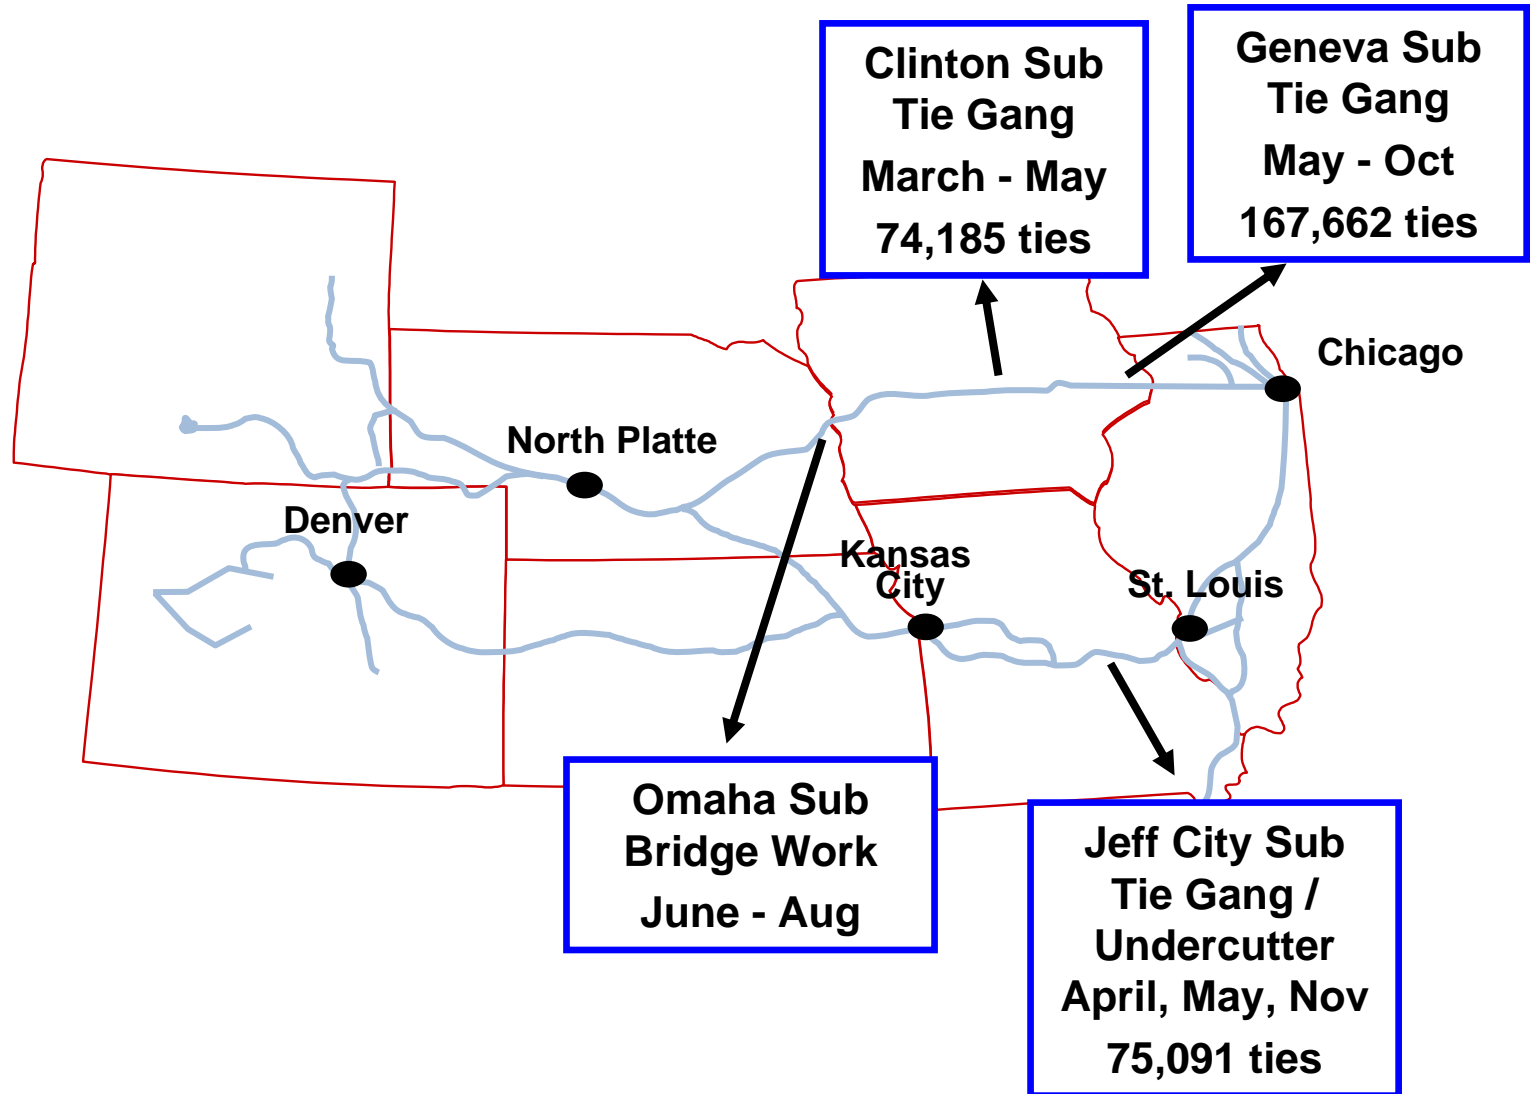 Clinton Sub
Tie Gang
March - May
74,185 ties
Geneva Sub
Tie Gang
May - Oct
167,662 ties
Chicago
North Platte
Denver
Kansas
City
St. Louis
Omaha Sub
Bridge Work
June - Aug
Jeff City Sub
Tie Gang /
Undercutter
April, May, Nov
75,091 ties